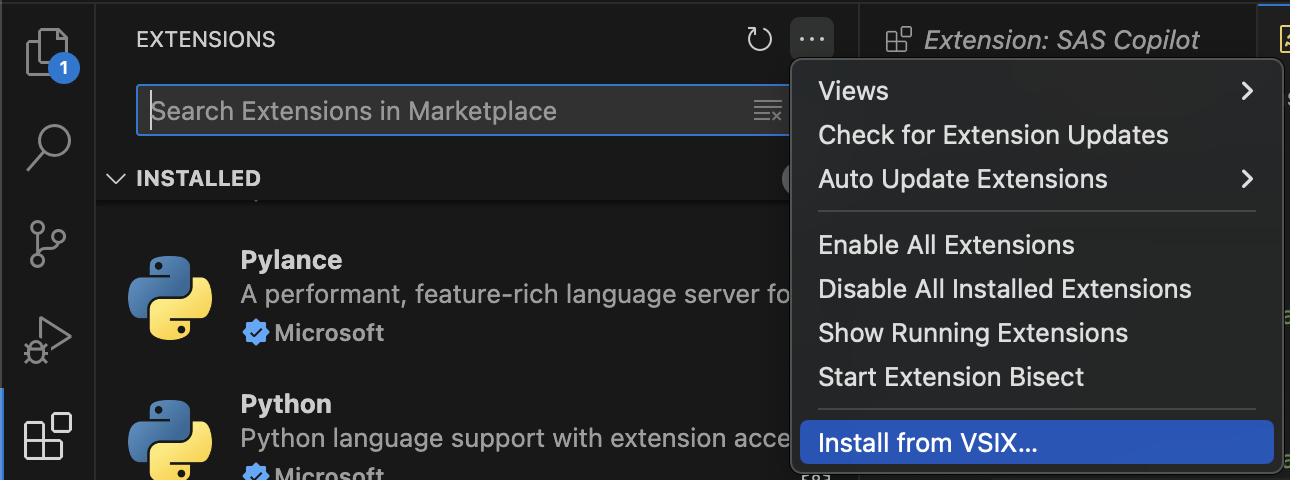 EXTENSIONS
Extension: SAS Copilot
1
Search Extensions in Marketplace
INSTALLED
Pylance
A performant, feature-rich language server fo
Microsoft
Python
Python language support with extension acce
Microsoft
Views
Check for Extension Updates
Auto Update Extensions
Enable All Extensions
Disable All Installed Extensions
Show Running Extensions
Start Extension Bisect
Install from VSIX...